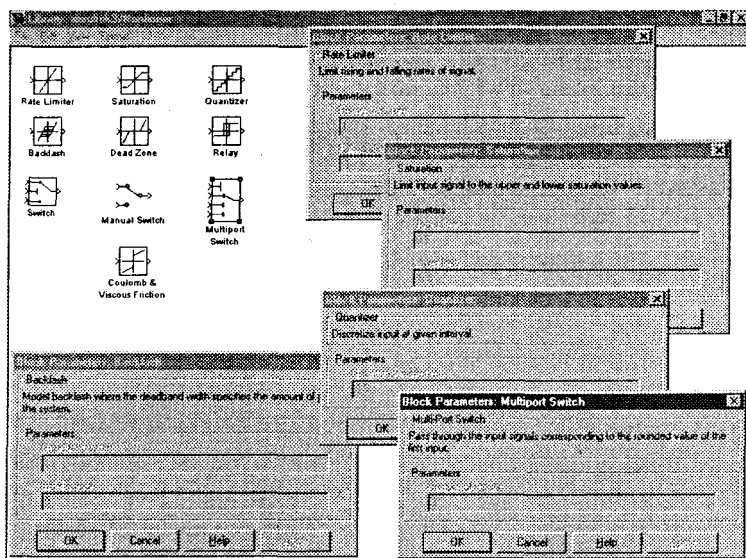 Rate Limiter
Saturation
Quantizer
Backlash
Dead Zone
Relay
Switch
Manual Switch
Multiport
Switch
Coulomb &
Viscous Friction
Rate Limiter
Limit rising and falling rates of signal.
Parameters
OK
Saturation
Limit input signal to the upper and lower saturation values.
Parameters
Quantizer
Discretize input at given interval.
Parameters
OK
Backlash
Model backlash where the deadband width specifies the amount of
the system.
Parameters
OK
Cancel
Help
Block Parameters: Multiport Switch
Multi-Port Switch
Pass through the input signals corresponding to the rounded value of the
first input.
Parameters
OK
Cancel
Help